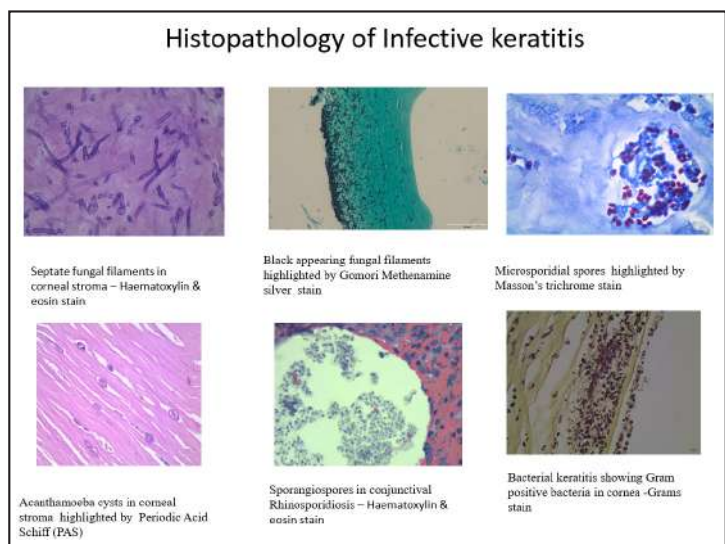 Histopathology of Infective keratitis
Septate fungal filaments in
corneal stroma – Haematoxylin &
eosin stain
Black appearing fungal filaments
highlighted by Gomori Methenamine
silver stain
Microsporidial spores highlighted by
Masson's trichrome stain
Acanthamoeba cysts in corneal
stroma highlighted by Periodic Acid
Schiff (PAS)
Sporangiospores in conjunctival
Rhinosporidiosis – Haematoxylin &
eosin stain
Bacterial keratitis showing Gram
positive bacteria in cornea -Grams
stain